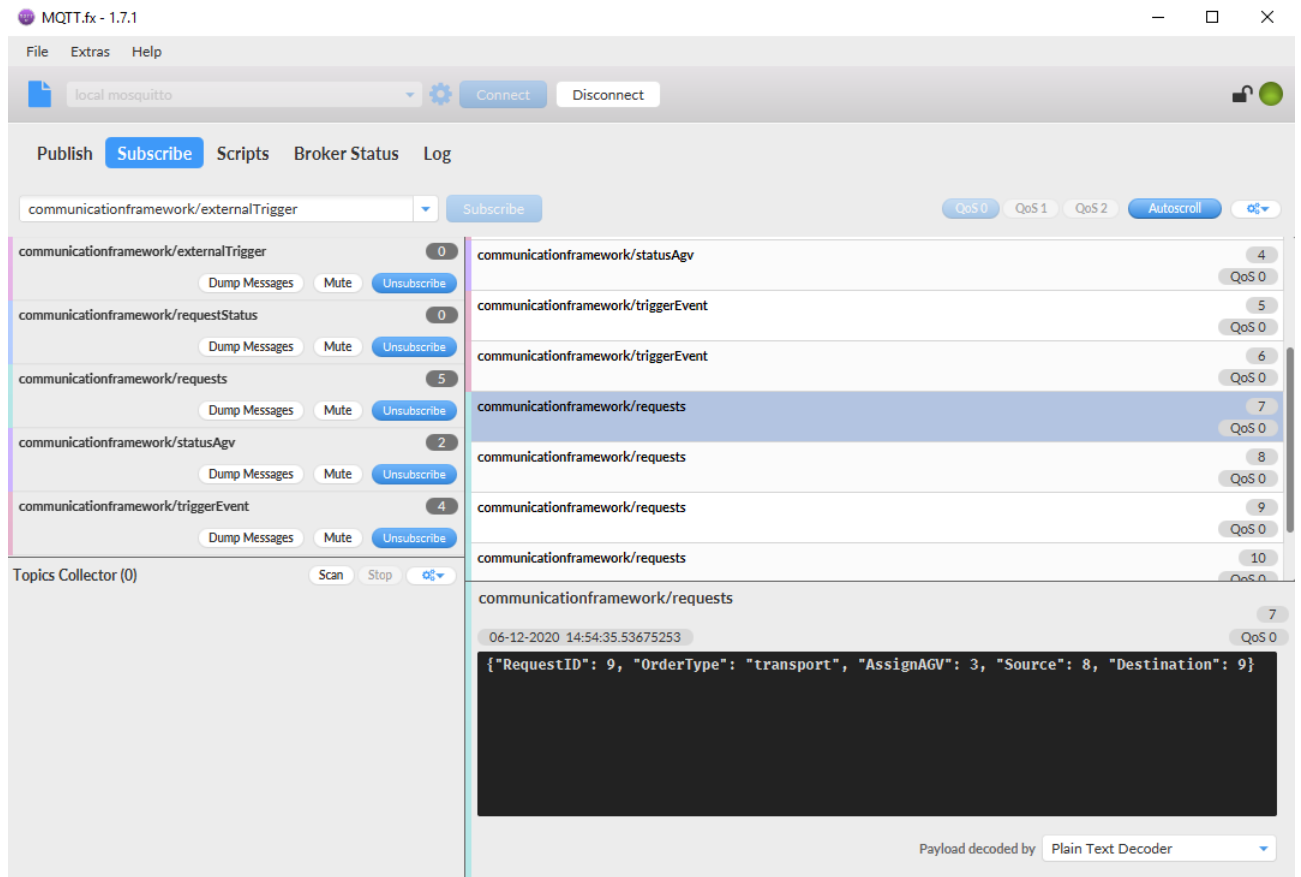 MQTT.fx - 1.7.1
File Extras Help
local mosquitto Connect Disconnect
Publish Subscribe Scripts Broker Status Log
communicationframework/externalTrigger Subscribe QoS 0 QoS 1 QoS 2 Autoscroll
communicationframework/externalTrigger 0
Dump Messages Mute Unsubscribe
communicationframework/requestStatus 0
Dump Messages Mute Unsubscribe
communicationframework/requests 5
Dump Messages Mute Unsubscribe
communicationframework/statusAgv 2
Dump Messages Mute Unsubscribe
communicationframework/triggerEvent 4
Dump Messages Mute Unsubscribe
Topics Collector (0) Scan Stop
communicationframework/statusAgv 4
QoS 0
communicationframework/triggerEvent 5
QoS 0
communicationframework/triggerEvent 6
QoS 0
communicationframework/requests 7
QoS 0
communicationframework/requests 8
QoS 0
communicationframework/requests 9
QoS 0
communicationframework/requests 10
QoS 0
communicationframework/requests
7
06-12-2020 14:54:35.53675253 QoS 0
{"RequestID": 9, "OrderType": "transport", "AssignAGV": 3, "Source": 8, "Destination": 9}
Payload decoded by Plain Text Decoder